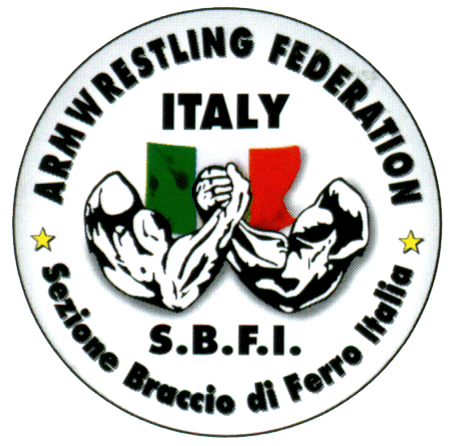 ARMWRESTLING FEDERATION
ITALY
S.B.F.I.
Sezione Braccio di Ferro Italia